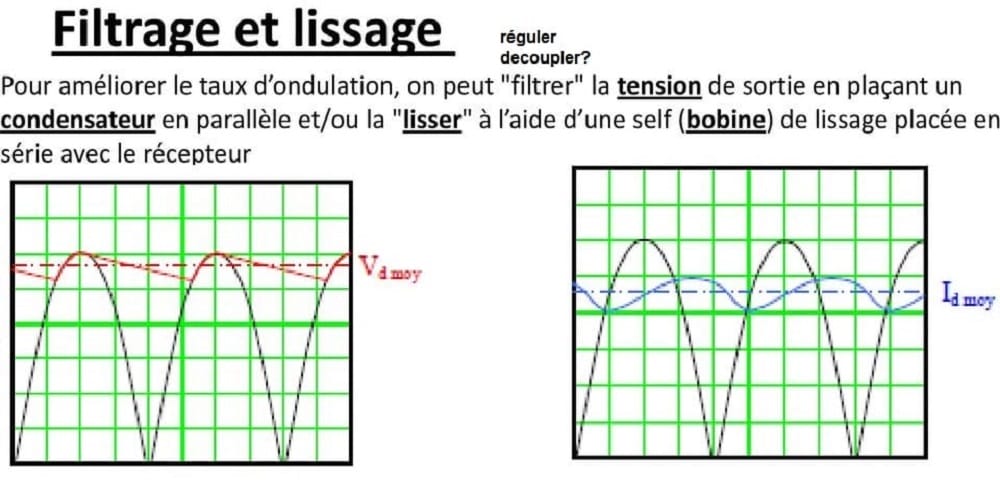 Filtrage et lissage
réguler
decoupler?
Pour améliorer le taux d'ondulation, on peut "filtrer" la tension de sortie en plaçant un
condensateur en parallèle et/ou la "lisser" à l'aide d'une self (bobine) de lissage placée en
série avec le récepteur
Vd moy
Id moy